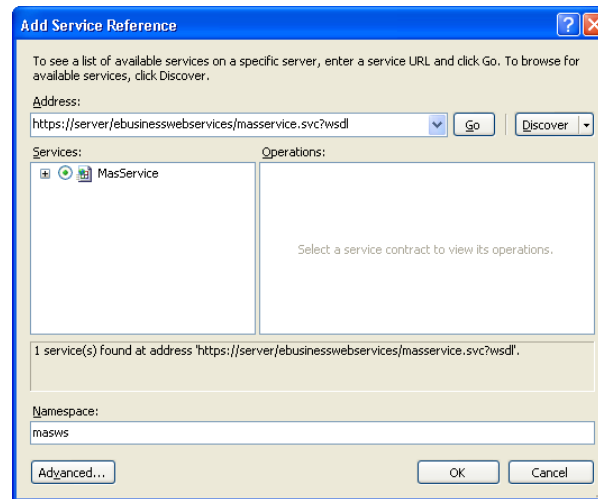 Add Service Reference
To see a list of available services on a specific server, enter a service URL and click Go. To browse for
available services, click Discover.
Address:
https://server/ebusinesswebservices/masservice.svc?wsdl
Go
Discover
Services:
Operations:
MasService
Select a service contract to view its operations.
1 service(s) found at address 'https://server/ebusinesswebservices/masservice.svc?wsdl'.
Namespace:
masws
Advanced...
OK
Cancel